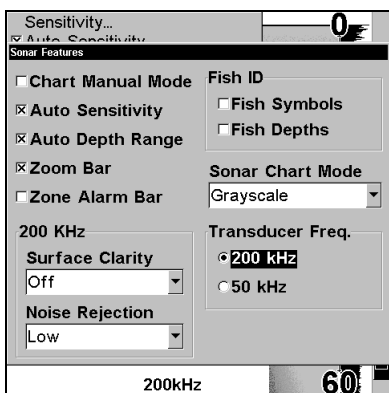 Sensitivity...
Auto Sensitivity
0
Sonar Features
Chart Manual Mode
Auto Sensitivity
Auto Depth Range
Zoom Bar
Zone Alarm Bar
Fish ID
Fish Symbols
Fish Depths
Sonar Chart Mode
Grayscale
200 KHz
Surface Clarity
Off
Noise Rejection
Low
Transducer Freq.
200 kHz
50 kHz
200kHz
60